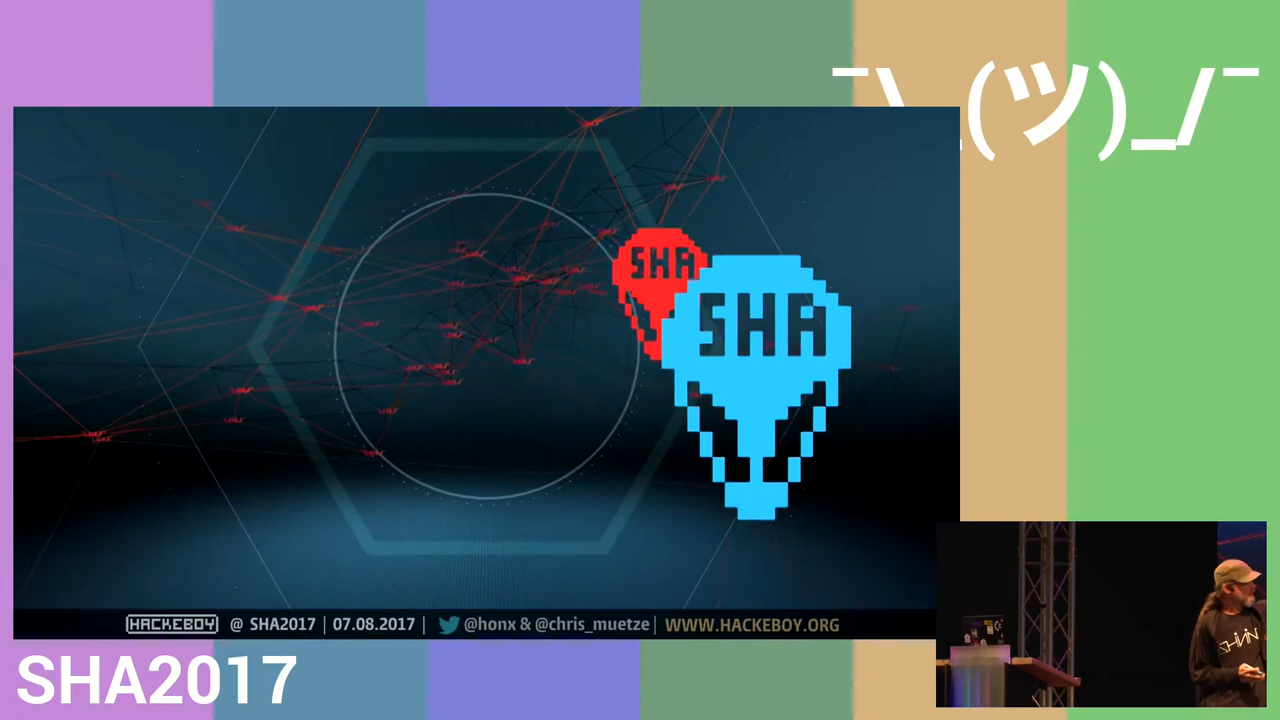 ¯\_(ツ)_/¯
SHA
SHA
HACKEBOY @ SHA2017 | 07.08.2017 | @honx & @chris_muetze | WWW.HACKEBOY.ORG
SHA2017